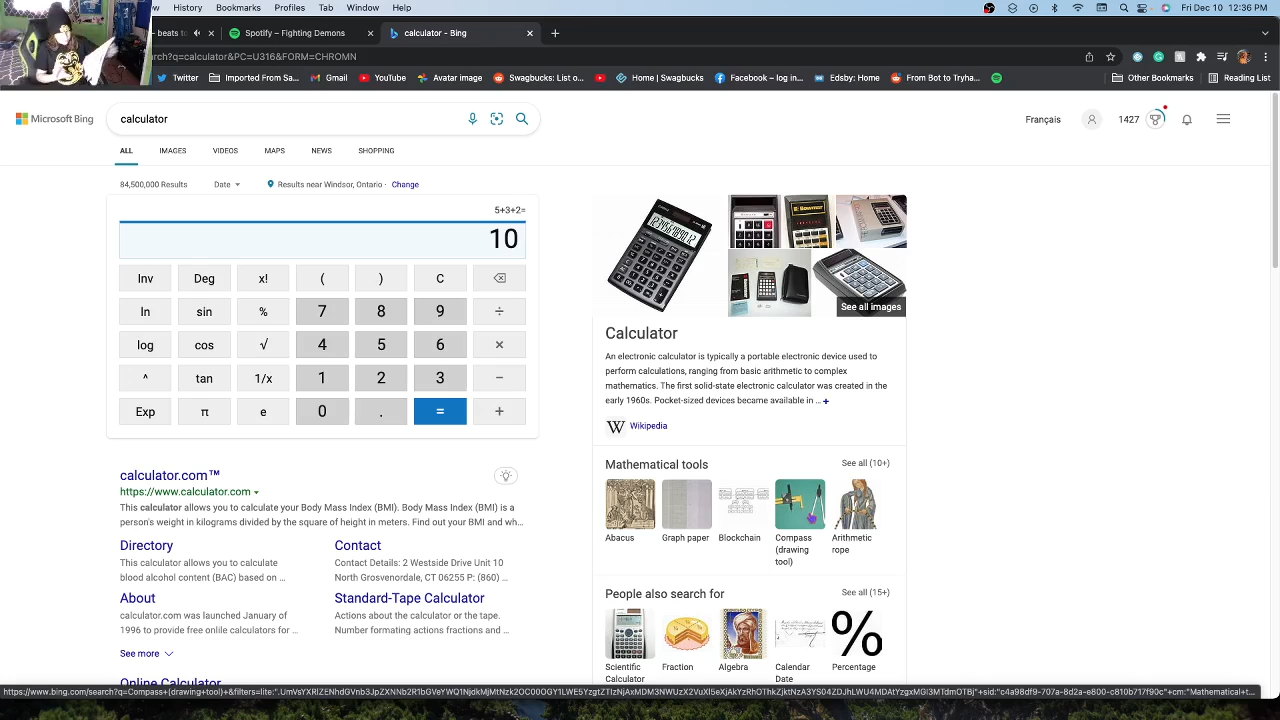 w History Bookmarks Profiles Tab Window Help
Fri Dec 10 12:36 PM
beats to
Spotify – Fighting Demons
calculator - Bing
rch?q=calculator&PC=U316&FORM=CHROMN
Twitter Imported From Sa... Gmail YouTube Avatar image Swagbucks: List o... Home | Swagbucks Facebook – log in... Edsby: Home From Bot to Tryha... Other Bookmarks Reading List
Microsoft Bing
calculator
Français 1427
ALL IMAGES VIDEOS MAPS NEWS SHOPPING
84,500,000 Results Date Results near Windsor, Ontario · Change
5+3+2=
10
Inv Deg x! ( ) C
ln sin % 7 8 9 ÷
log cos √ 4 5 6 ×
^ tan 1/x 1 2 3 −
Exp π e 0 . = +
See all images
Calculator
An electronic calculator is typically a portable electronic device used to
perform calculations, ranging from basic arithmetic to complex
mathematics. The first solid-state electronic calculator was created in the
early 1960s. Pocket-sized devices became available in ... +
W Wikipedia
Mathematical tools See all (10+)
Abacus
Graph paper
Blockchain
Compass
(drawing
tool)
Arithmetic
rope
People also search for See all (15+)
%
Scientific
Calculator
Fraction
Algebra
Calendar
Date
Percentage
calculator.com™
https://www.calculator.com
This calculator allows you to calculate your Body Mass Index (BMI). Body Mass Index (BMI) is a
person's weight in kilograms divided by the square of height in meters. Find out your BMI and wh...
Directory
This calculator allows you to calculate
blood alcohol content (BAC) based on ...
Contact
Contact Details: 2 Westside Drive Unit 10
North Grosvenordale, CT 06255 P: (860) ...
About
calculator.com was launched January of
1996 to provide free onlile calculators for ...
Standard-Tape Calculator
Actions about the calculator or the tape.
Number formating actions fractions and ...
See more
Online Calculator